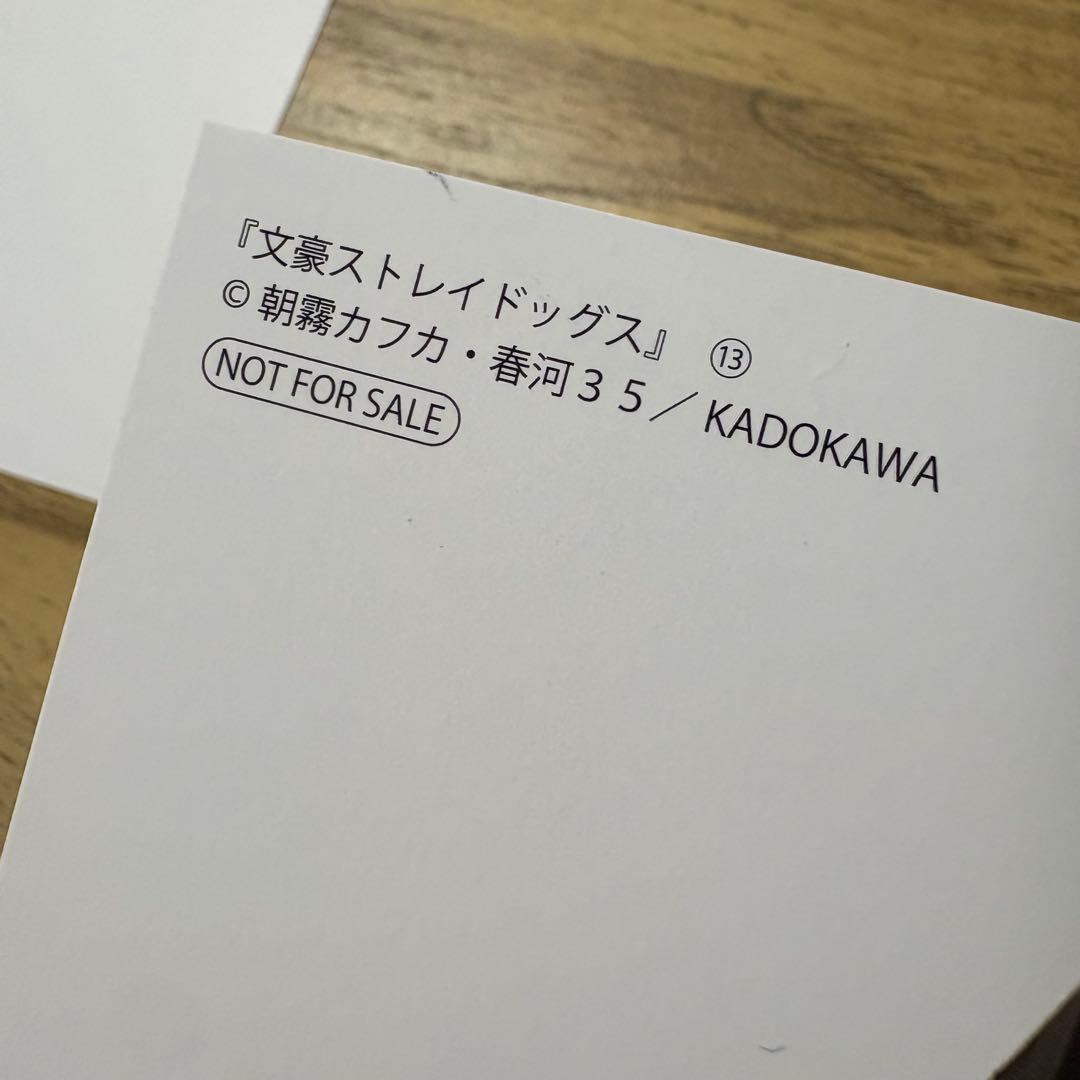 『文豪ストレイドッグス』 ⑬
© 朝霧カフカ・春河３５／ KADOKAWA
NOT FOR SALE